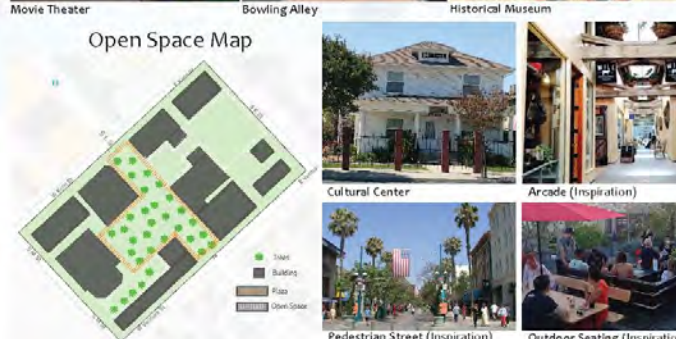 Movie Theater
Bowling Alley
Historical Museum
Open Space Map
Trees
Building
Plaza
Open Space
Cultural Center
Arcade (Inspiration)
Pedestrian Street (Inspiration)
Outdoor Seating (Inspiration